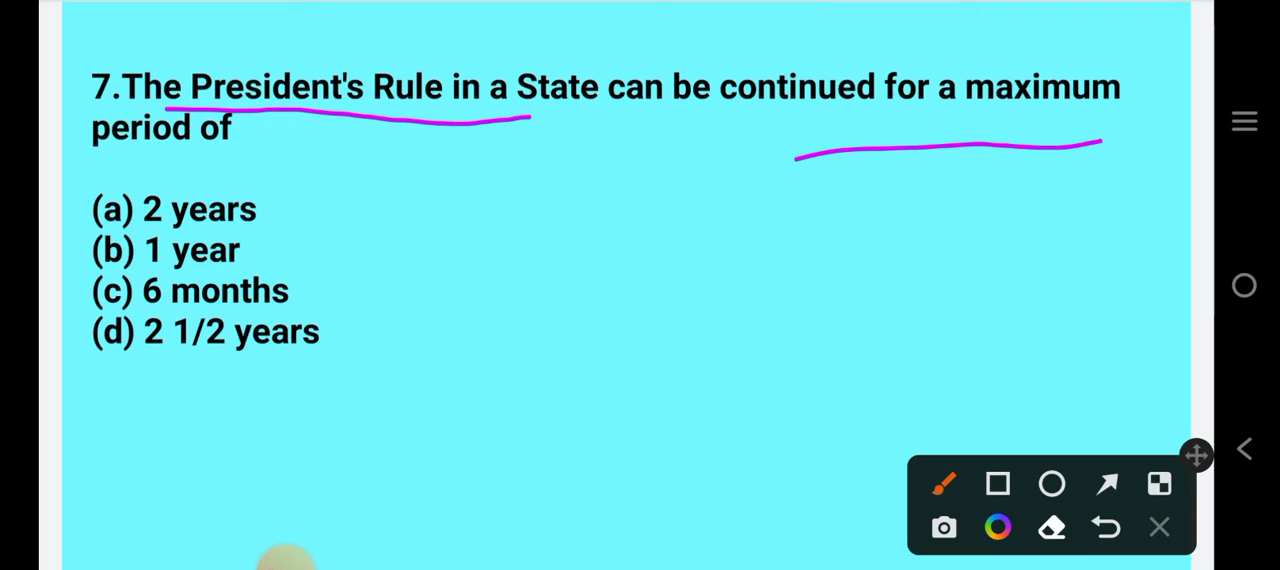 7.The President's Rule in a State can be continued for a maximum
period of
(a) 2 years
(b) 1 year
(c) 6 months
(d) 2 1/2 years